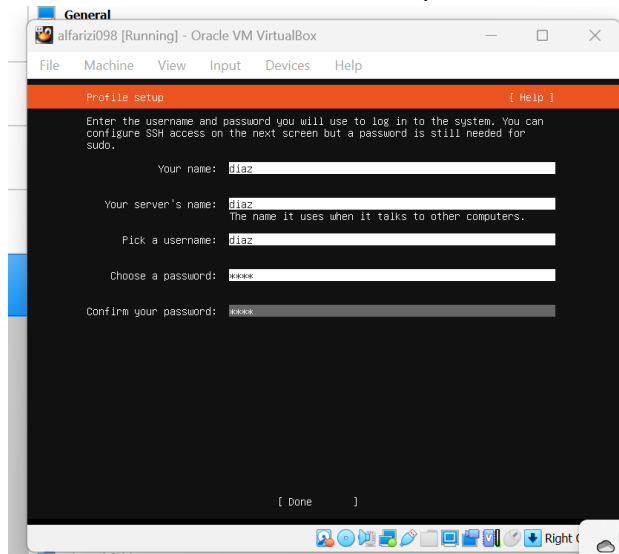 General
alfarizi098 [Running] - Oracle VM VirtualBox
File Machine View Input Devices Help
Profile setup [ Help ]
Enter the username and password you will use to log in to the system. You can
configure SSH access on the next screen but a password is still needed for
sudo.
Your name: diaz
Your server's name: diaz
The name it uses when it talks to other computers.
Pick a username: diaz
Choose a password: ****
Confirm your password: ****
[ Done ]
Right